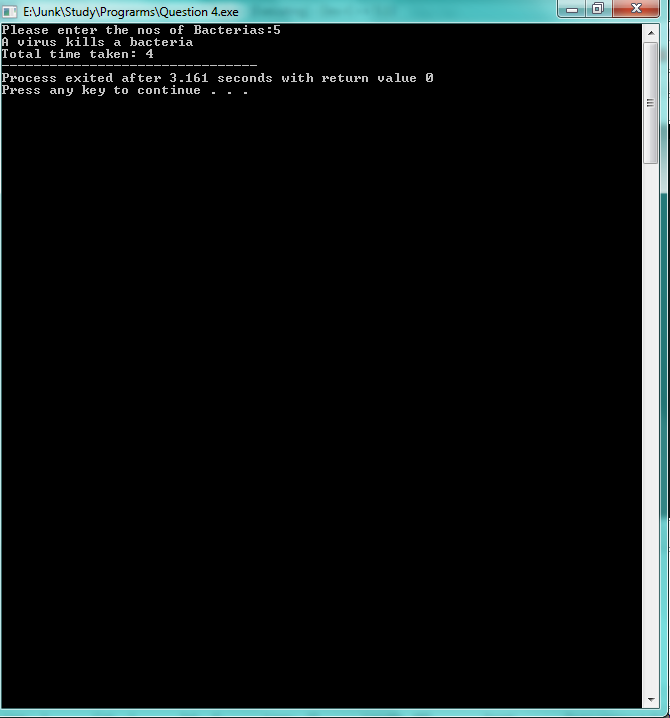 E:\Junk\Study\Programs\Question 4.exe
Please enter the nos of Bacterias:5
A virus kills a bacteria
Total time taken: 4
--------------------------------
Process exited after 3.161 seconds with return value 0
Press any key to continue . . .